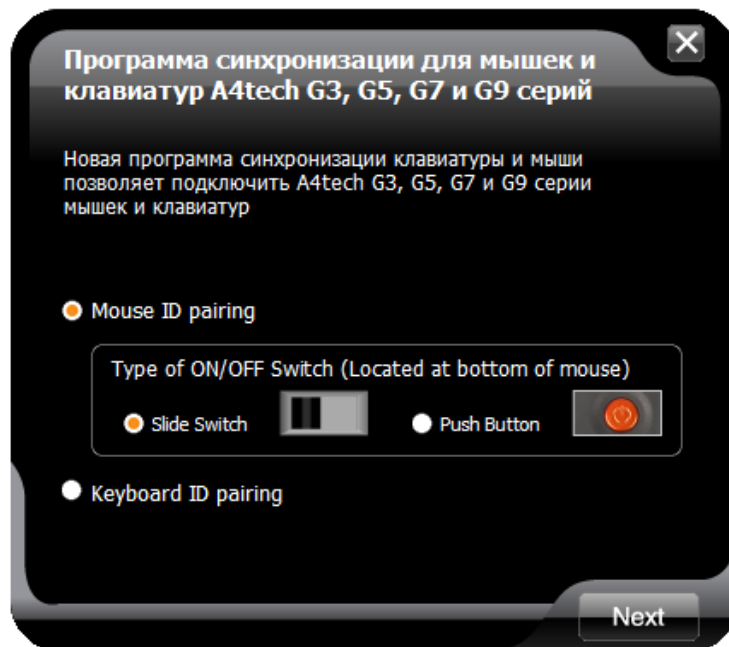 Программа синхронизации для мышек и
клавиатур A4tech G3, G5, G7 и G9 серий
Новая программа синхронизации клавиатуры и мыши
позволяет подключить A4tech G3, G5, G7 и G9 серии
мышек и клавиатур
Mouse ID pairing
Type of ON/OFF Switch (Located at bottom of mouse)
Slide Switch
Push Button
Keyboard ID pairing
Next